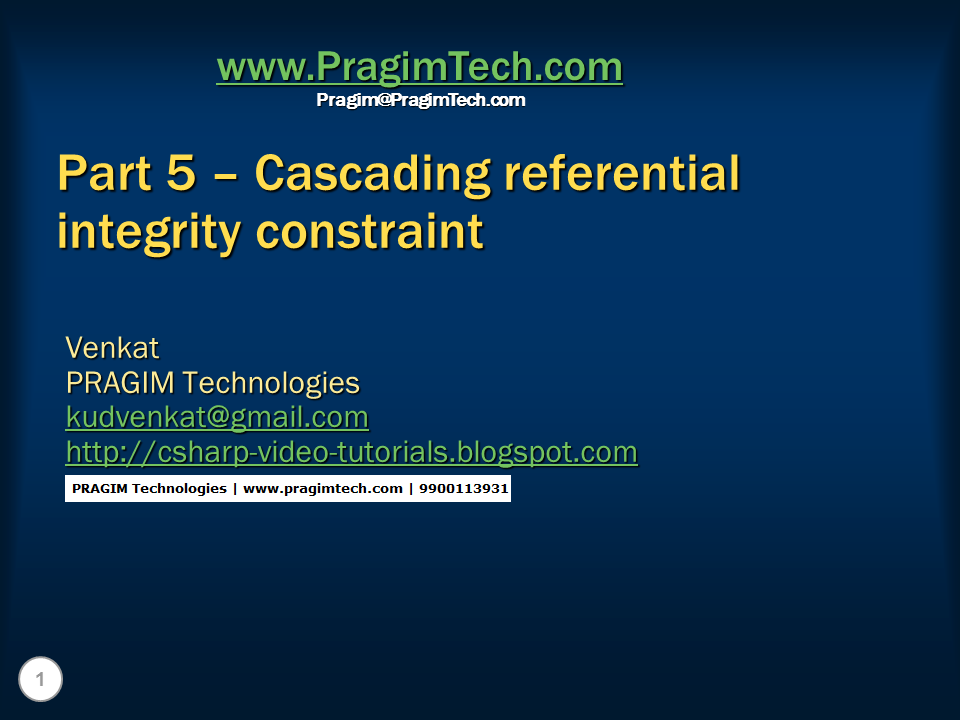 www.PragimTech.com
Pragim@PragimTech.com
Part 5 – Cascading referential
integrity constraint
Venkat
PRAGIM Technologies
kudvenkat@gmail.com
http://csharp-video-tutorials.blogspot.com
PRAGIM Technologies | www.pragimtech.com | 9900113931
1